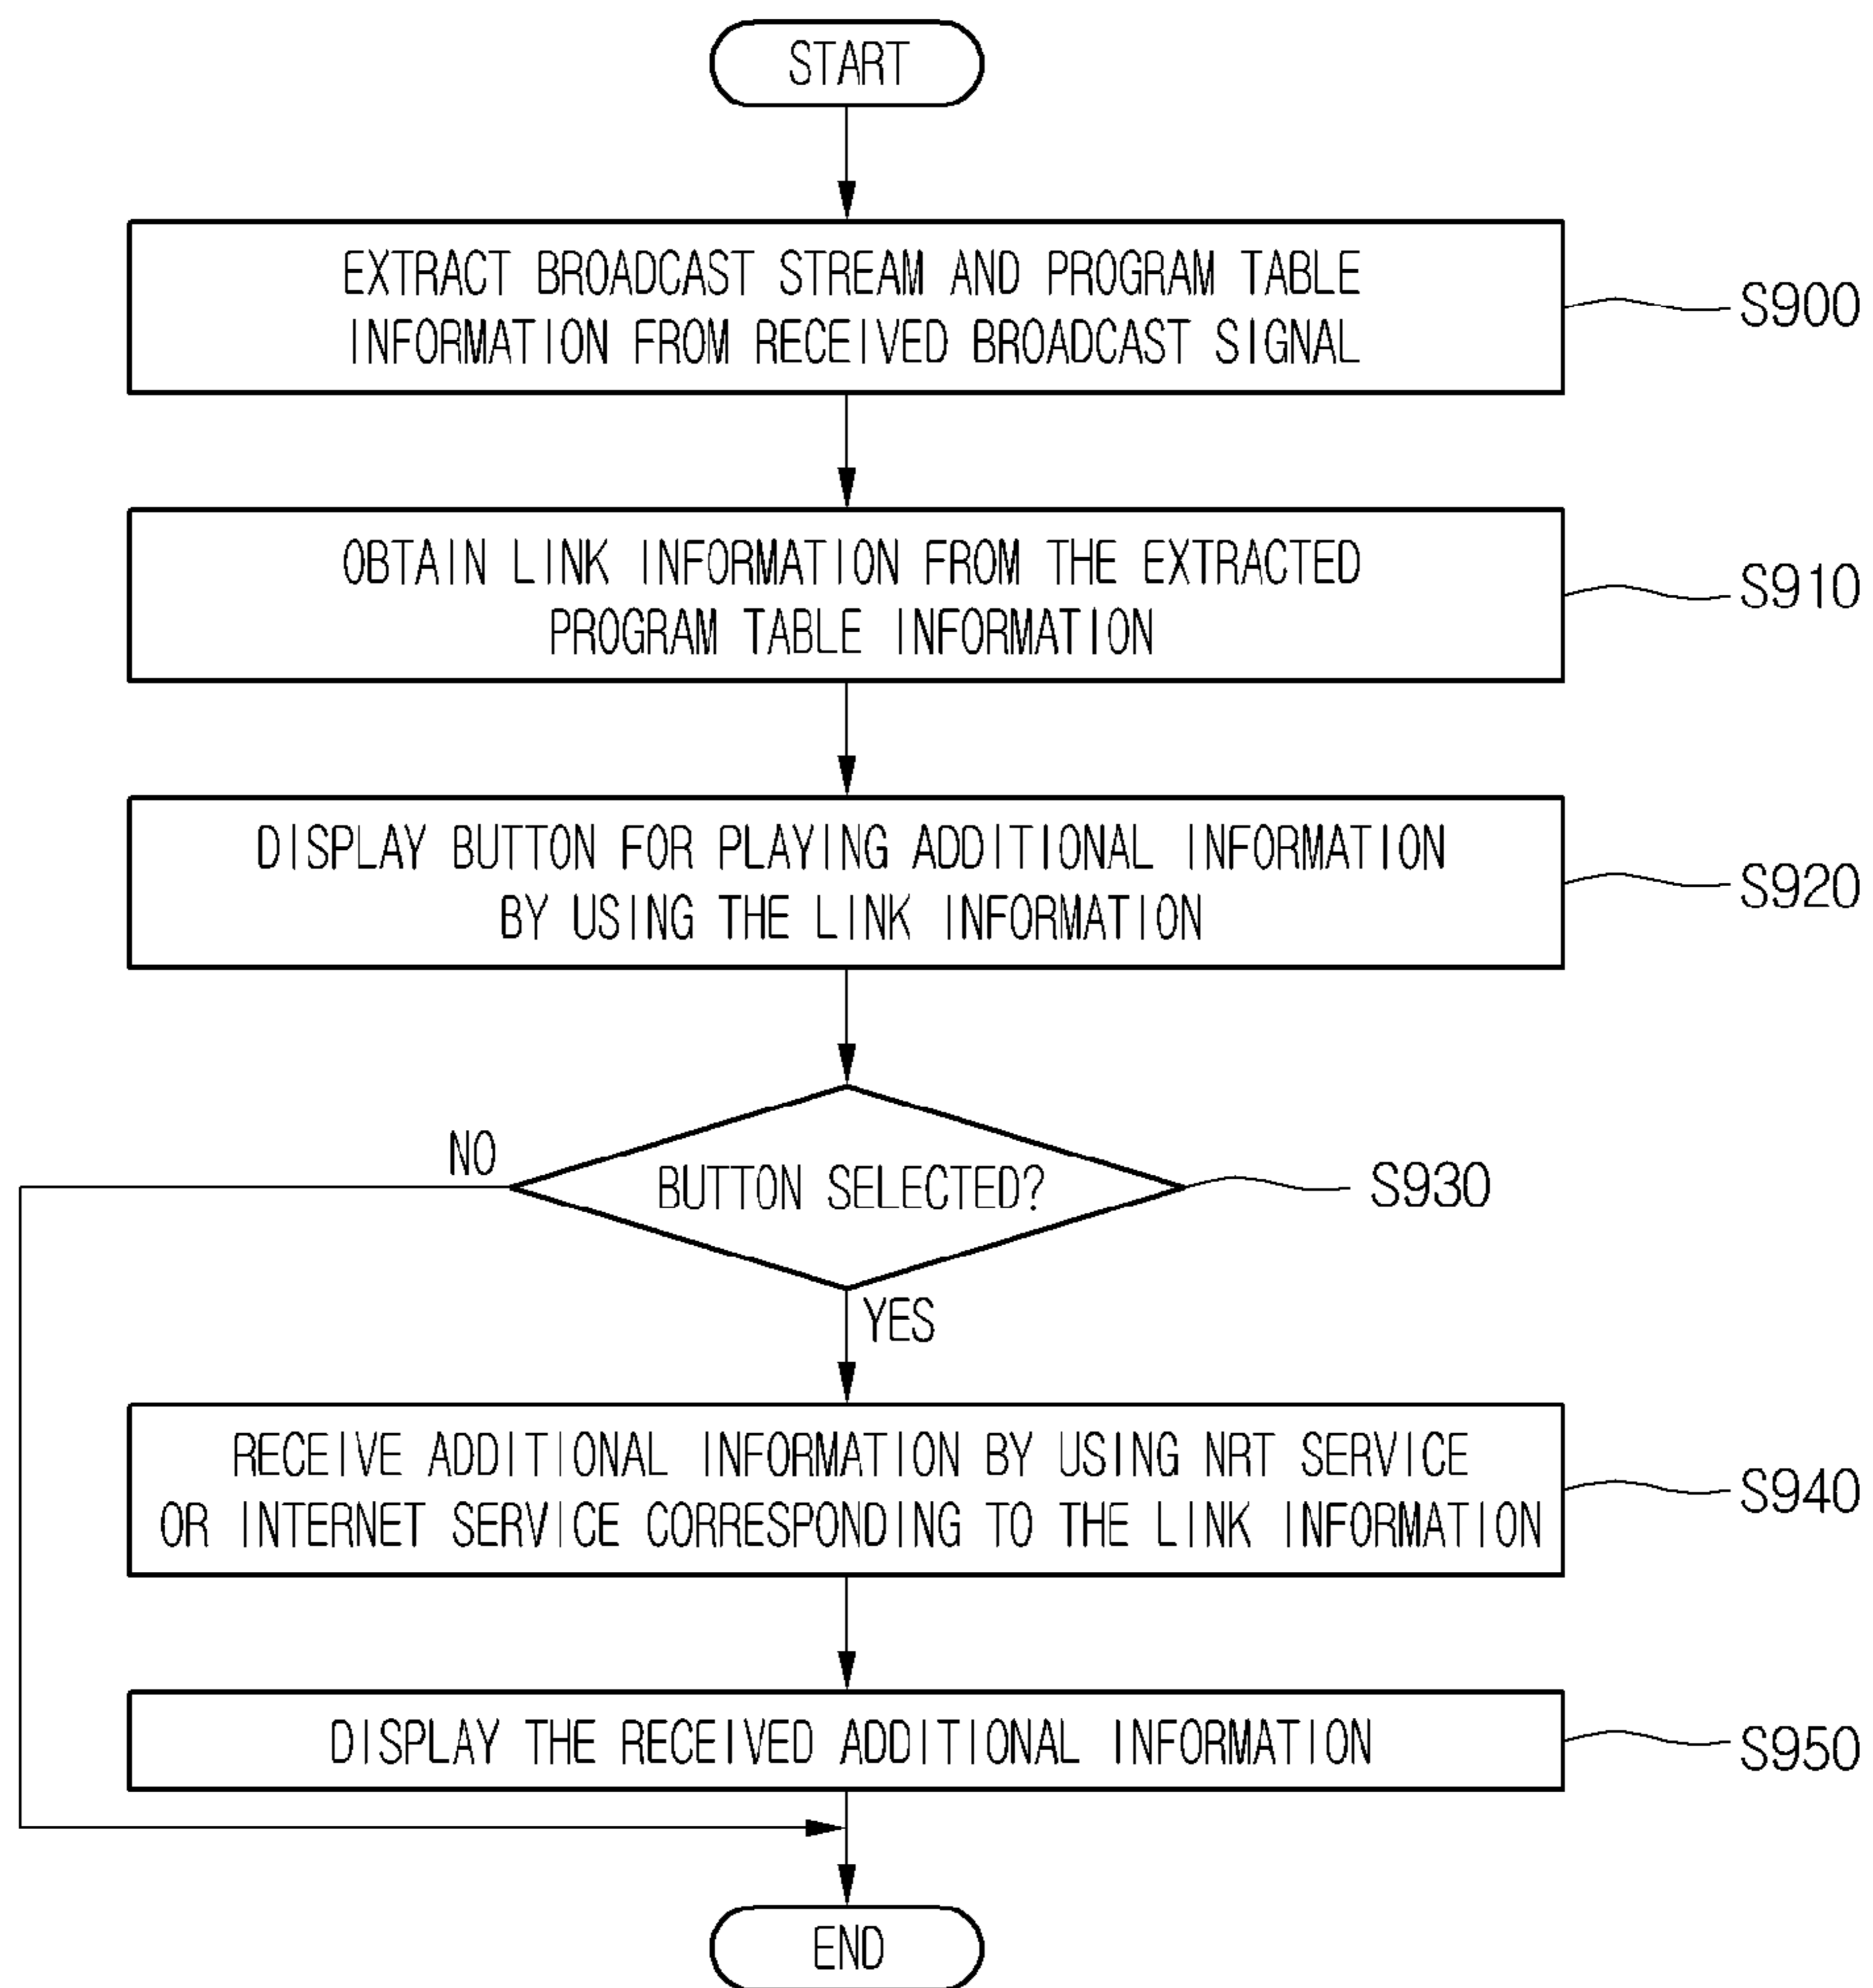 START
EXTRACT BROADCAST STREAM AND PROGRAM TABLE
INFORMATION FROM RECEIVED BROADCAST SIGNAL
S900
OBTAIN LINK INFORMATION FROM THE EXTRACTED
PROGRAM TABLE INFORMATION
S910
DISPLAY BUTTON FOR PLAYING ADDITIONAL INFORMATION
BY USING THE LINK INFORMATION
S920
NO
BUTTON SELECTED?
S930
YES
RECEIVE ADDITIONAL INFORMATION BY USING NRT SERVICE
OR INTERNET SERVICE CORRESPONDING TO THE LINK INFORMATION
S940
DISPLAY THE RECEIVED ADDITIONAL INFORMATION
S950
END